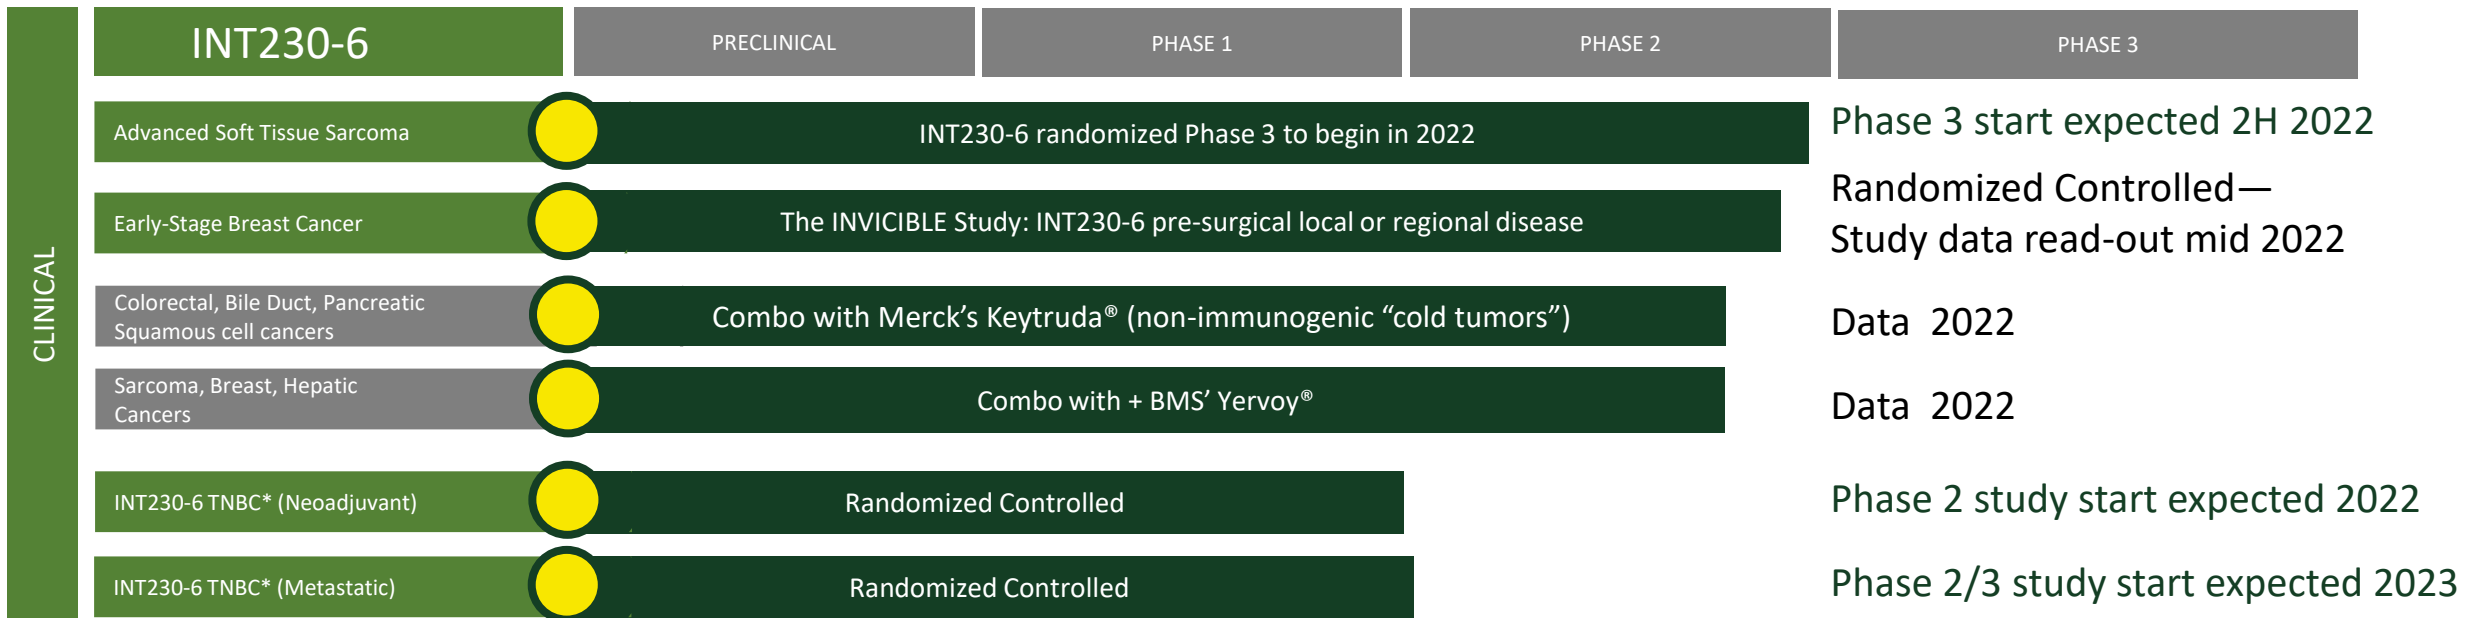 CLINICAL
INT230-6
PRECLINICAL
PHASE 1
PHASE 2
PHASE 3
Advanced Soft Tissue Sarcoma
INT230-6 randomized Phase 3 to begin in 2022
Phase 3 start expected 2H 2022
Early-Stage Breast Cancer
The INVICIBLE Study: INT230-6 pre-surgical local or regional disease
Randomized Controlled—
Study data read-out mid 2022
Colorectal, Bile Duct, Pancreatic
Squamous cell cancers
Combo with Merck’s Keytruda® (non-immunogenic “cold tumors”)
Data 2022
Sarcoma, Breast, Hepatic
Cancers
Combo with + BMS’ Yervoy®
Data 2022
INT230-6 TNBC* (Neoadjuvant)
Randomized Controlled
Phase 2 study start expected 2022
INT230-6 TNBC* (Metastatic)
Randomized Controlled
Phase 2/3 study start expected 2023